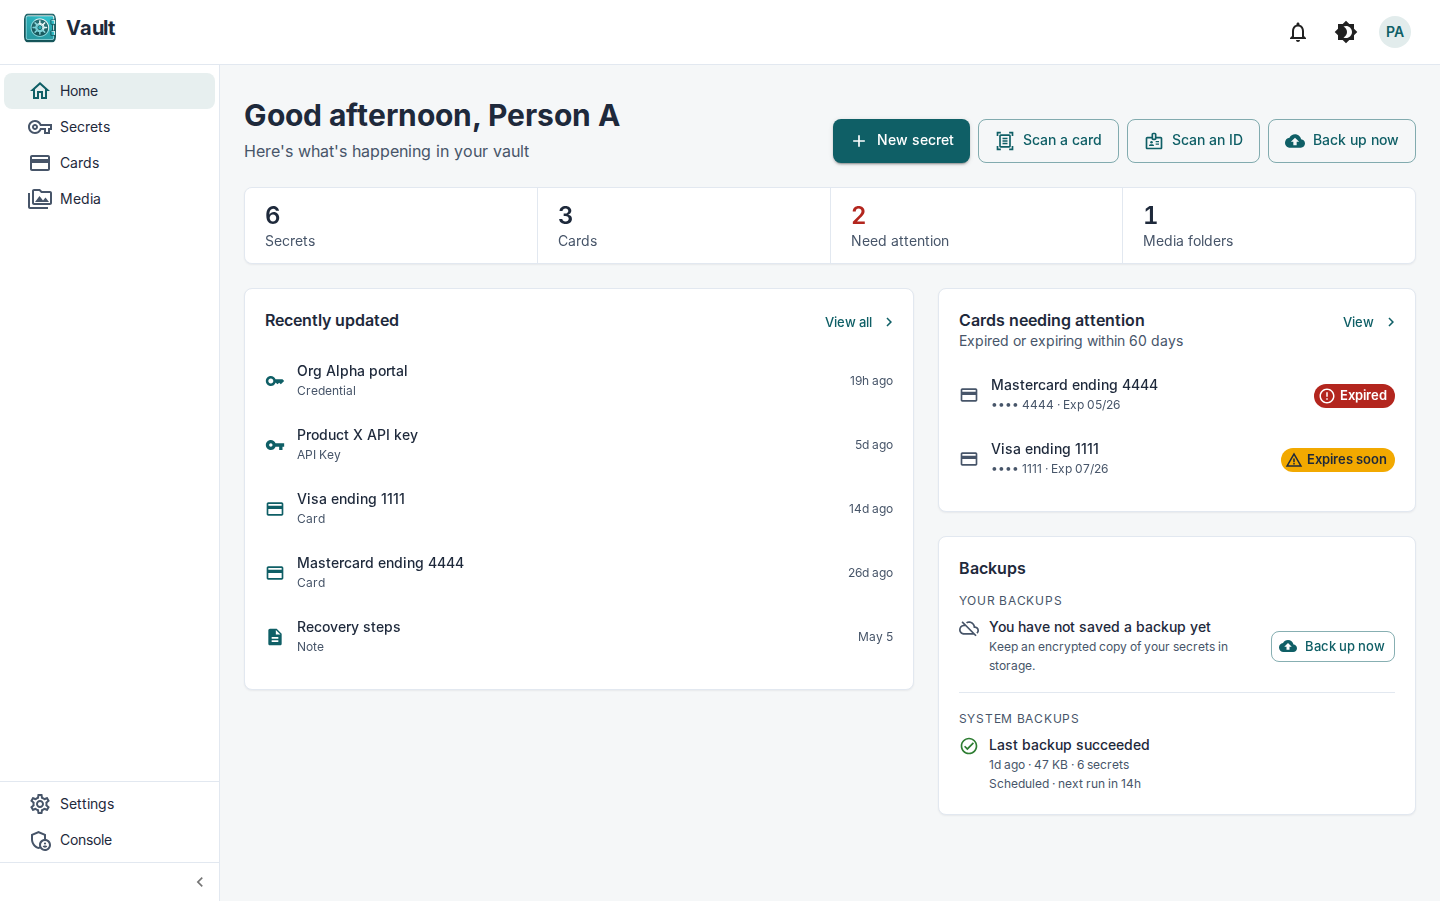 Vault
PA
Home
Secrets
Cards
Media
Settings
Console
Good afternoon, Person A
Here's what's happening in your vault
New secret
Scan a card
Scan an ID
Back up now
6
Secrets
3
Cards
2
Need attention
1
Media folders
Recently updated
View all
Org Alpha portal
Credential
19h ago
Product X API key
API Key
5d ago
Visa ending 1111
Card
14d ago
Mastercard ending 4444
Card
26d ago
Recovery steps
Note
May 5
Cards needing attention
View
Expired or expiring within 60 days
Mastercard ending 4444
•••• 4444 · Exp 05/26
Expired
Visa ending 1111
•••• 1111 · Exp 07/26
Expires soon
Backups
YOUR BACKUPS
You have not saved a backup yet
Keep an encrypted copy of your secrets in
storage.
Back up now
SYSTEM BACKUPS
Last backup succeeded
1d ago · 47 KB · 6 secrets
Scheduled · next run in 14h